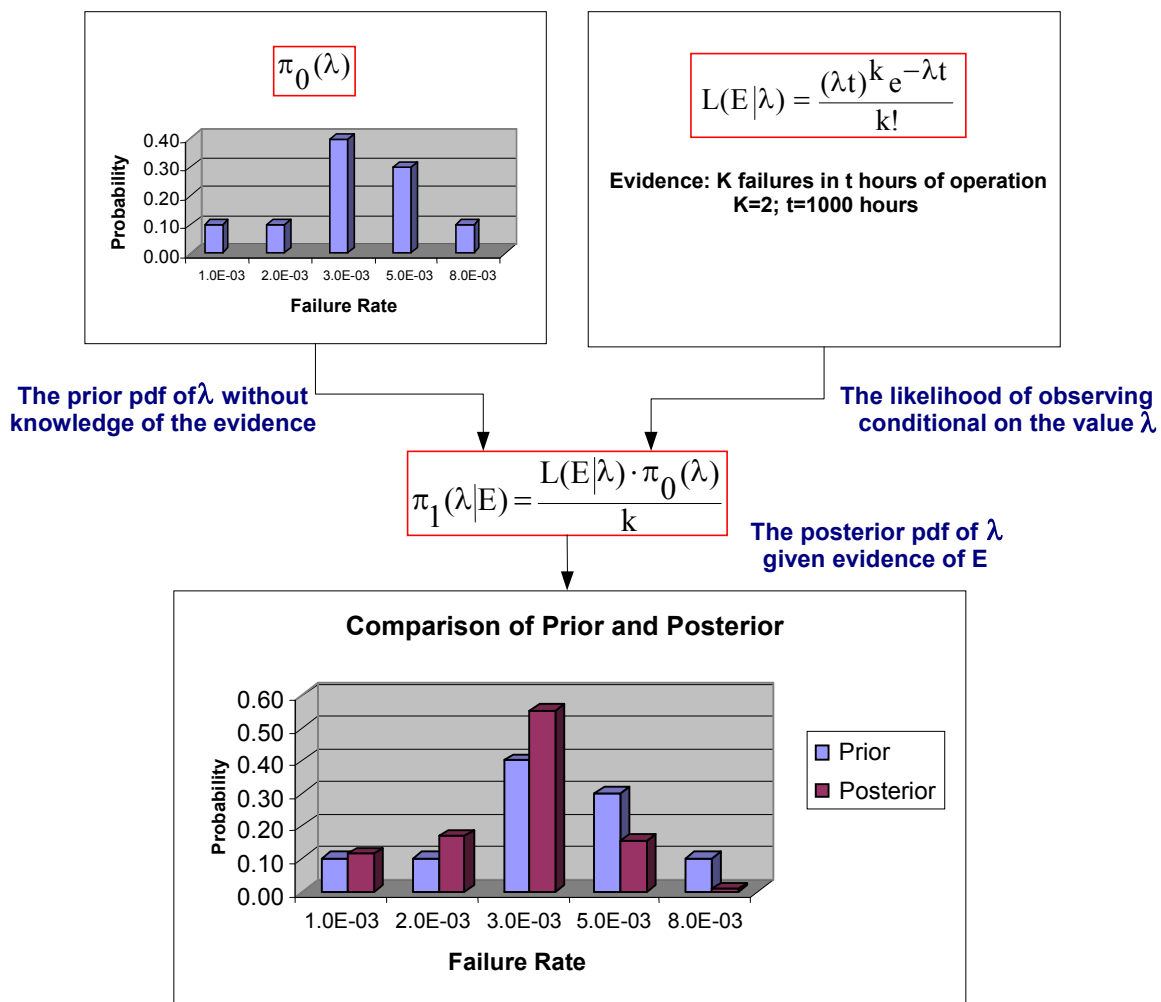 π0(λ)
0.40
0.30
0.20
0.10
0.00
Probability
1.0E-03 2.0E-03 3.0E-03 5.0E-03 8.0E-03
Failure Rate
L(E|λ) = (λt)^k e^−λt / k!
Evidence: K failures in t hours of operation
K=2; t=1000 hours
The prior pdf of λ without
knowledge of the evidence
The likelihood of observing
conditional on the value λ
π1(λ|E) = L(E|λ) · π0(λ) / k
The posterior pdf of λ
given evidence of E
Comparison of Prior and Posterior
0.60
0.50
0.40
0.30
0.20
0.10
0.00
Probability
1.0E-03 2.0E-03 3.0E-03 5.0E-03 8.0E-03
Failure Rate
Prior
Posterior